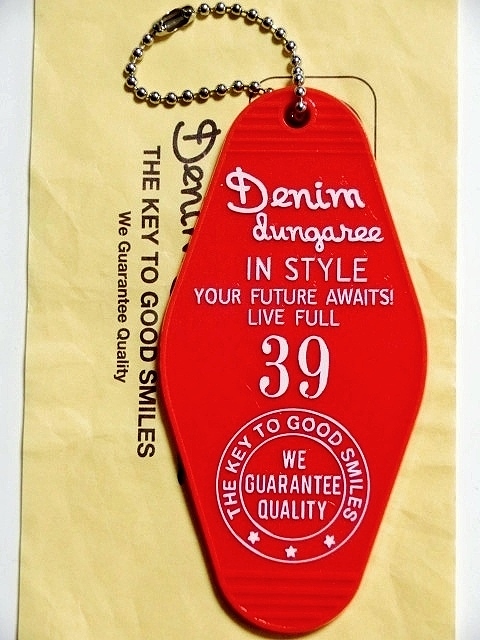 Denim
dungaree
IN STYLE
YOUR FUTURE AWAITS!
LIVE FULL
39
THE KEY TO GOOD SMILES
WE
GUARANTEE
QUALITY
THE KEY TO GOOD SMILES
We Guarantee Quality